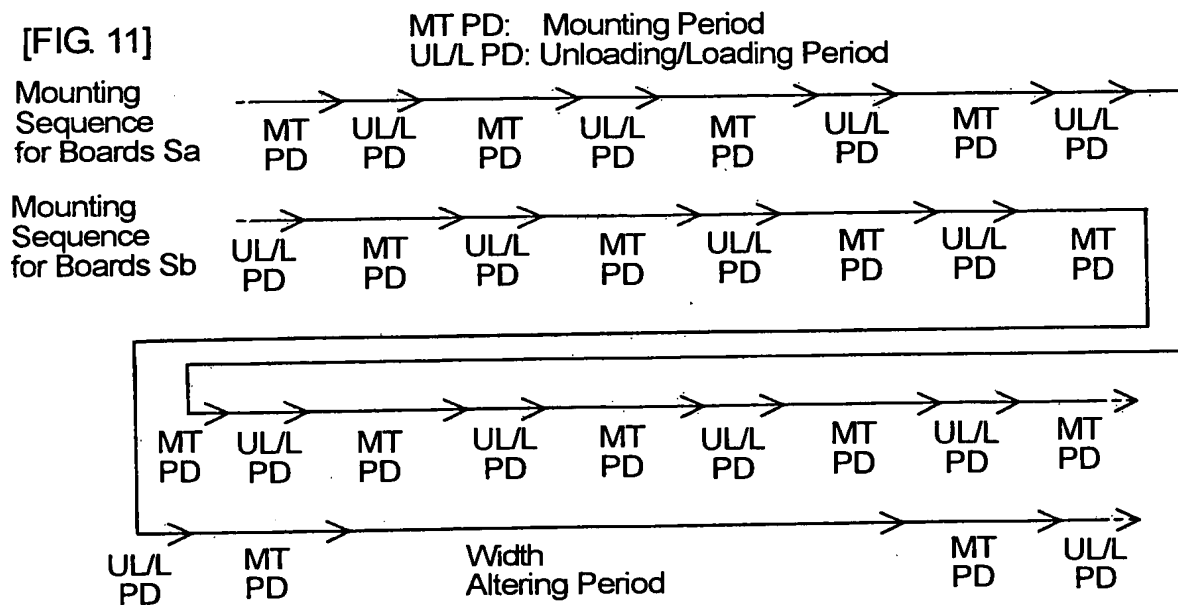 [FIG. 11]
MT PD: Mounting Period
UL/L PD: Unloading/Loading Period
Mounting
Sequence
for Boards Sa
MT UL/L MT UL/L MT UL/L MT UL/L
PD PD PD PD PD PD PD PD
Mounting
Sequence
for Boards Sb
UL/L MT UL/L MT UL/L MT UL/L MT
PD PD PD PD PD PD PD PD
MT UL/L MT UL/L MT UL/L MT UL/L MT
PD PD PD PD PD PD PD PD PD
UL/L MT Width MT UL/L
PD PD Altering Period PD PD